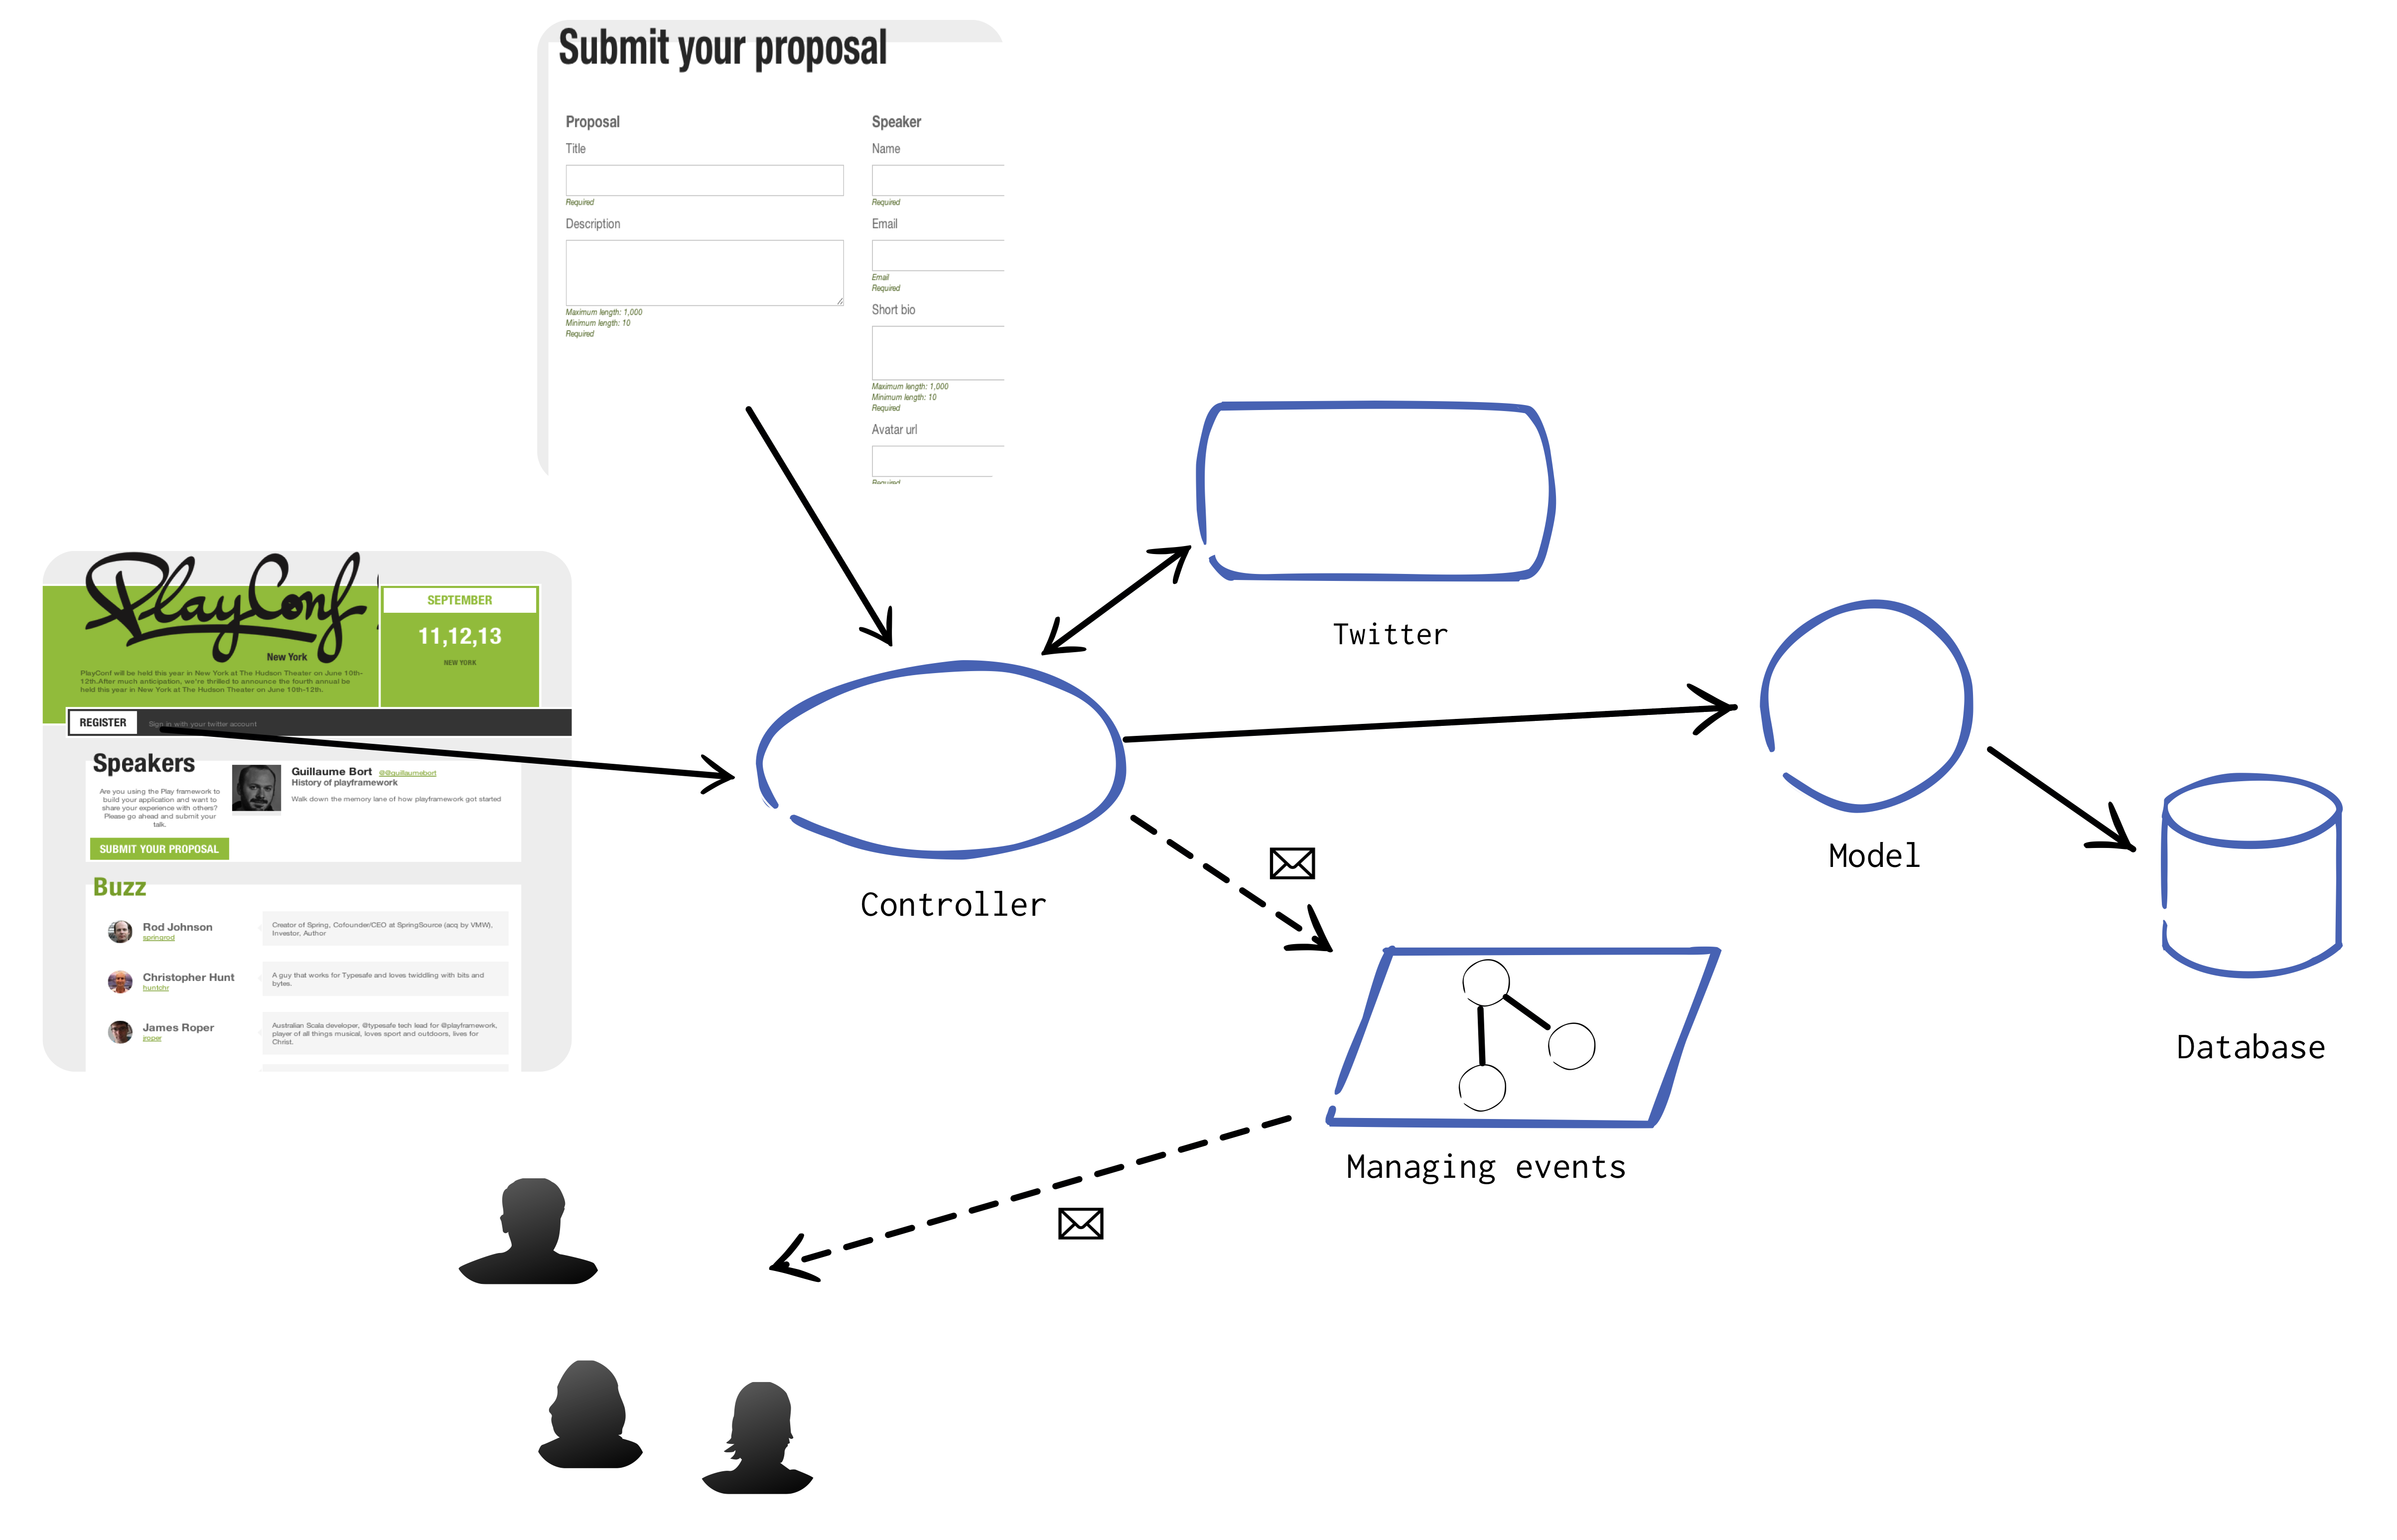 Submit your proposal
Proposal
Title
Required
Description
Maximum length: 1,000
Minimum length: 10
Required
Speaker
Name
Required
Email
Email
Required
Short bio
Maximum length: 1,000
Minimum length: 10
Required
Avatar url
Required
PlayConf
New York
PlayConf will be held this year in New York at The Hudson Theater on June 10th-
12th.After much anticipation, we're thrilled to announce the fourth annual be
held this year in New York at The Hudson Theater on June 10th-12th.
SEPTEMBER
11,12,13
NEW YORK
REGISTER
Sign in with your twitter account
Speakers
Are you using the Play framework to
build your application and want to
share your experience with others?
Please go ahead and submit your
talk.
SUBMIT YOUR PROPOSAL
Guillaume Bort @@guillaumebort
History of playframework
Walk down the memory lane of how playframework got started
Buzz
Rod Johnson
springrod
Creator of Spring, Cofounder/CEO at SpringSource (acq by VMW),
Investor, Author
Christopher Hunt
huntchr
A guy that works for Typesafe and loves twiddling with bits and
bytes.
James Roper
jroper
Australian Scala developer, @typesafe tech lead for @playframework,
player of all things musical, loves sport and outdoors, lives for
Christ.
Twitter
Controller
Model
Database
Managing events